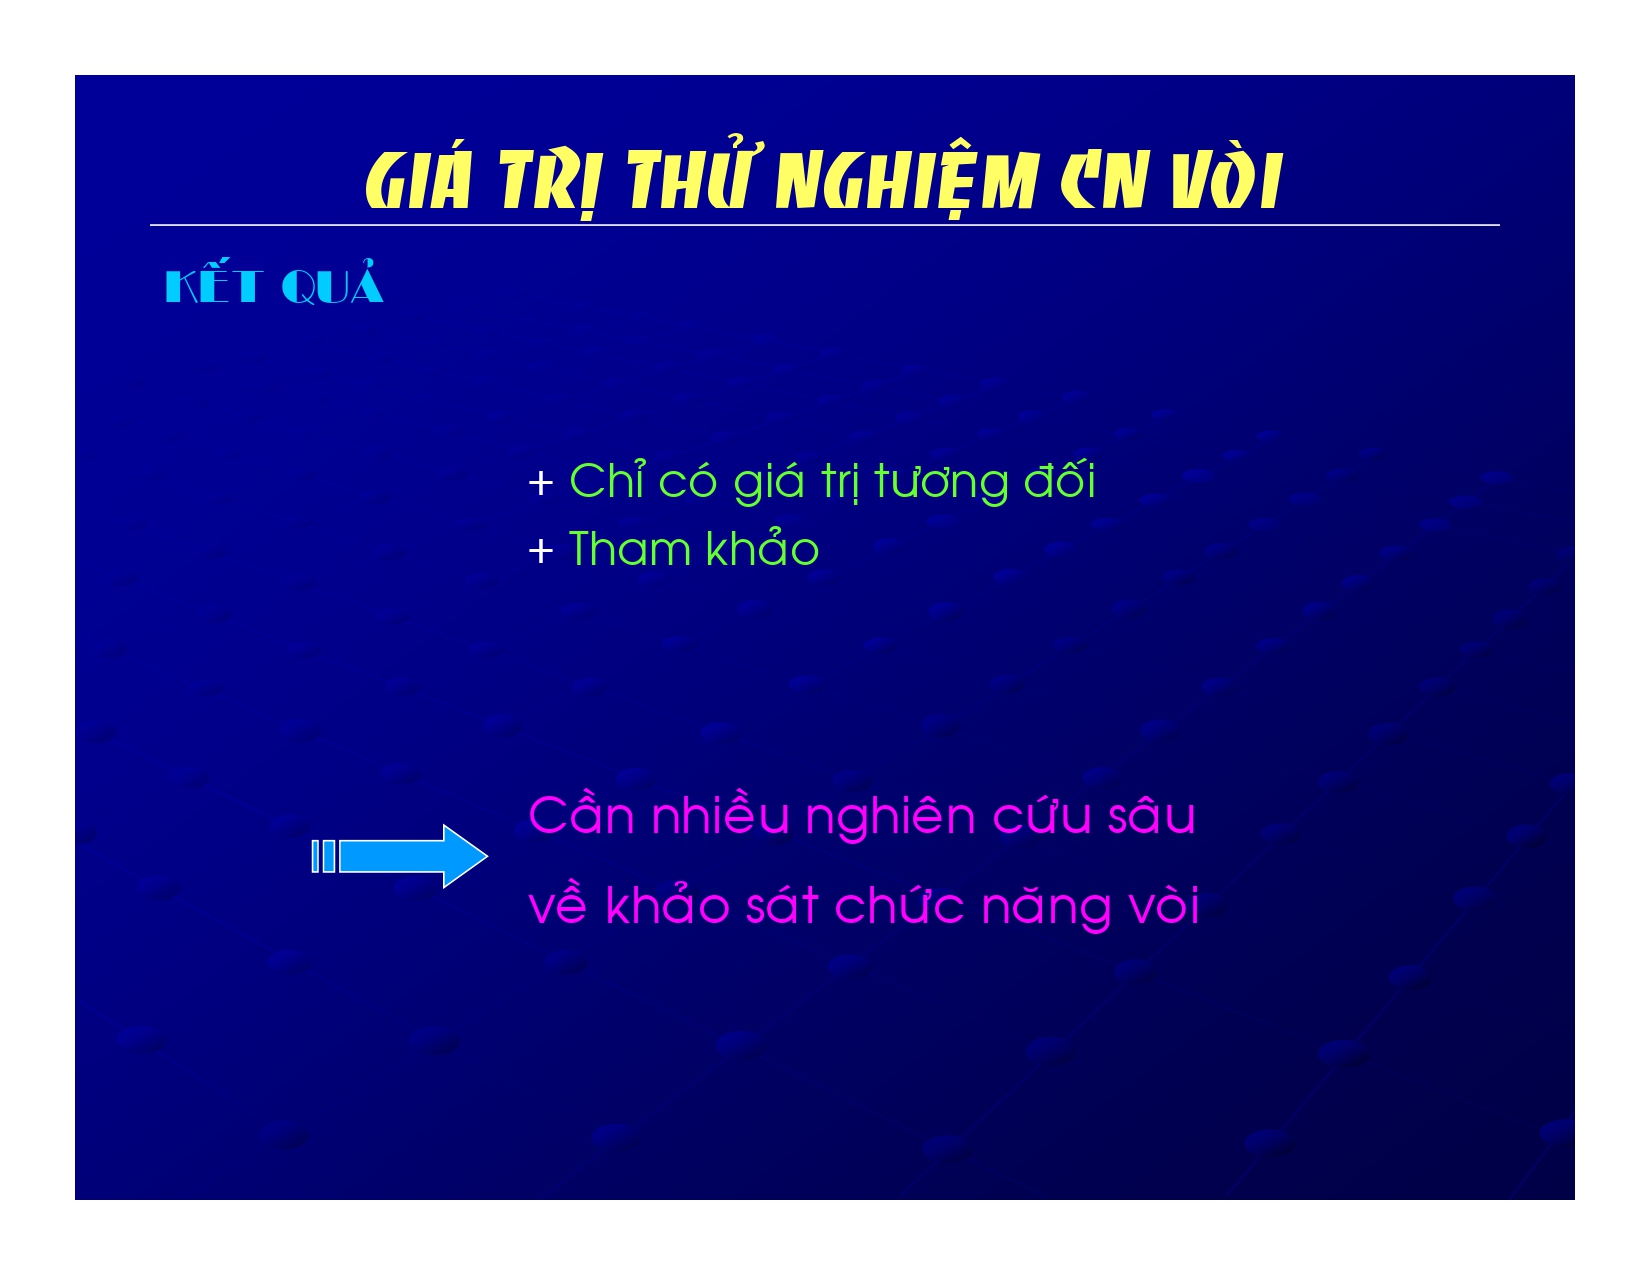 GIÁ TRỊ THỬ NGHIỆM CN VÒI
KẾT QUẢ
+ Chỉ có giá trị tương đối
+ Tham khảo
Cần nhiều nghiên cứu sâu
về khảo sát chức năng vòi